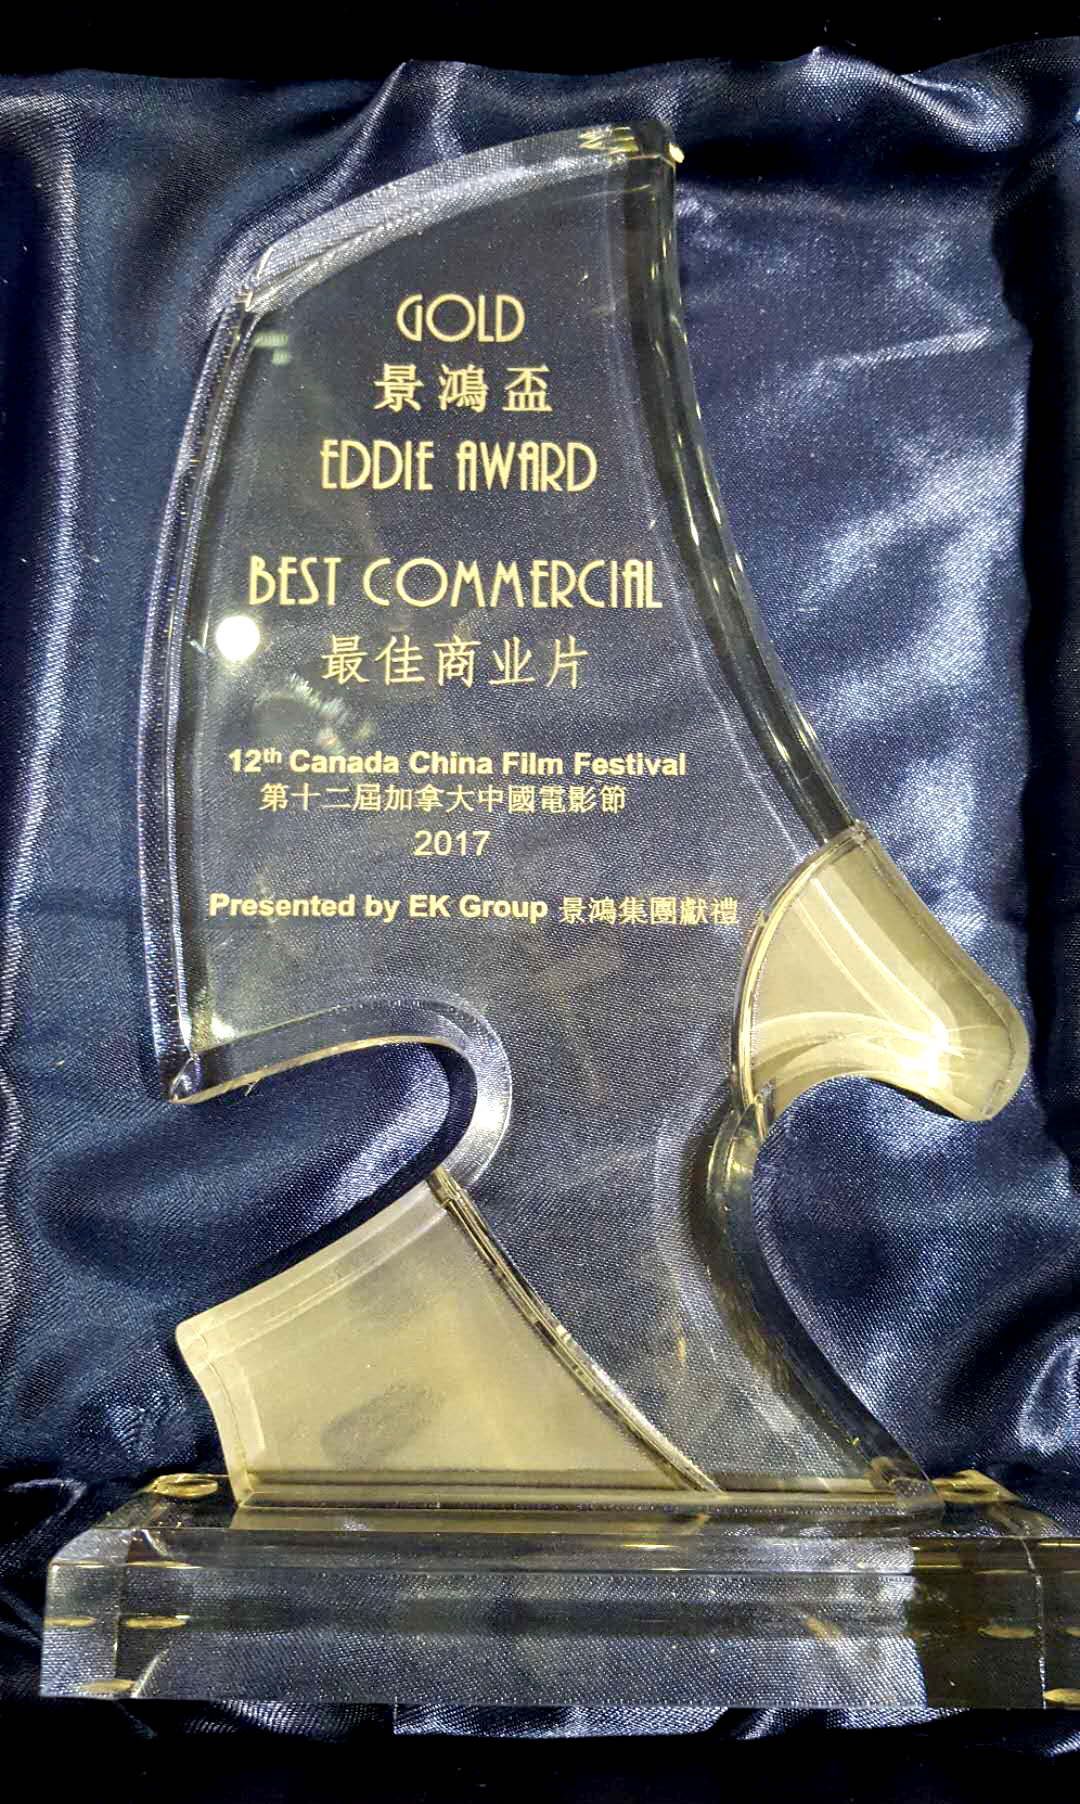 GOLD
景鴻盃
EDDIE AWARD
BEST COMMERCIAL
最佳商业片
12th Canada China Film Festival
第十二屆加拿大中國電影節
2017
Presented by EK Group 景鴻集團獻禮